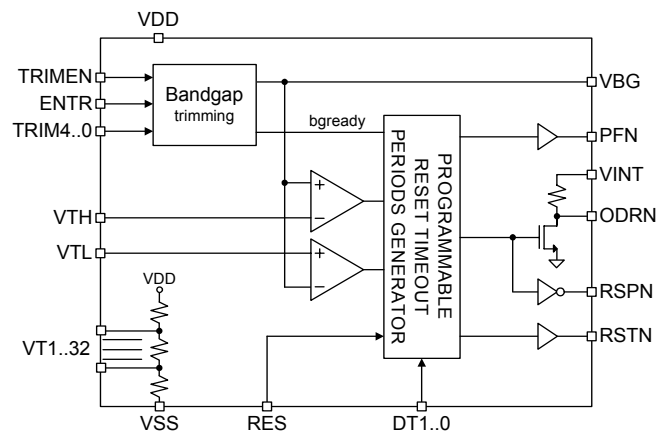 VDD
TRIMEN
ENTR
TRIM4..0
Bandgap
trimming
bgready
VBG
PFN
VINT
ODRN
RSPN
RSTN
PROGRAMMABLE
RESET TIMEOUT
PERIODS GENERATOR
+
−
+
−
VTH
VTL
VDD
VT1..32
VSS
RES
DT1..0